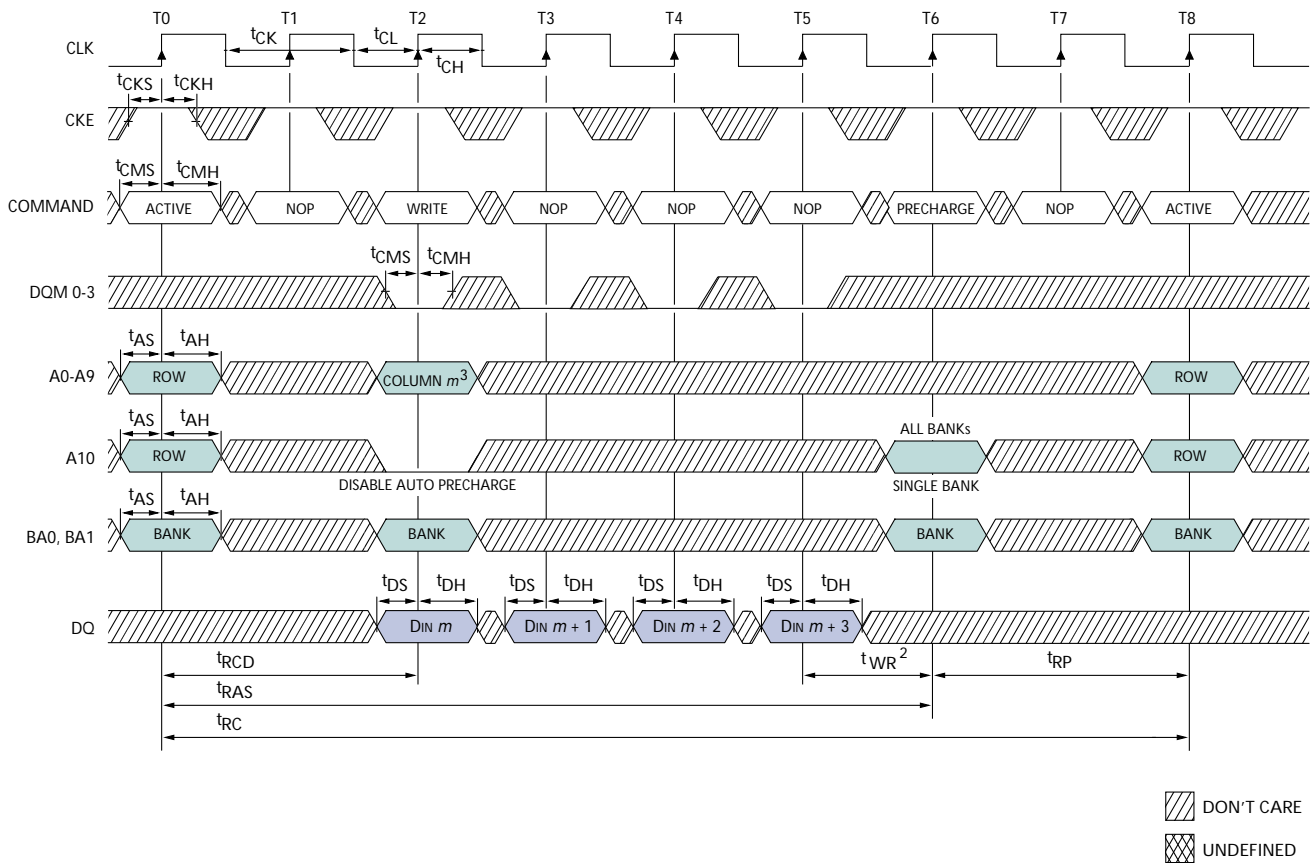 T0 T1 T2 T3 T4 T5 T6 T7 T8
CLK
tCK tCL
tCH
tCKS tCKH
CKE
tCMS tCMH
COMMAND ACTIVE NOP WRITE NOP NOP NOP PRECHARGE NOP ACTIVE
tCMS tCMH
DQM 0-3
tAS tAH
A0-A9 ROW COLUMN m³ ROW
tAS tAH ALL BANKs
A10 ROW ROW
DISABLE AUTO PRECHARGE SINGLE BANK
tAS tAH
BA0, BA1 BANK BANK BANK BANK
tDS tDH tDS tDH tDS tDH tDS tDH
DQ DIN m DIN m + 1 DIN m + 2 DIN m + 3
tRCD tWR² tRP
tRAS
tRC
DON'T CARE
UNDEFINED